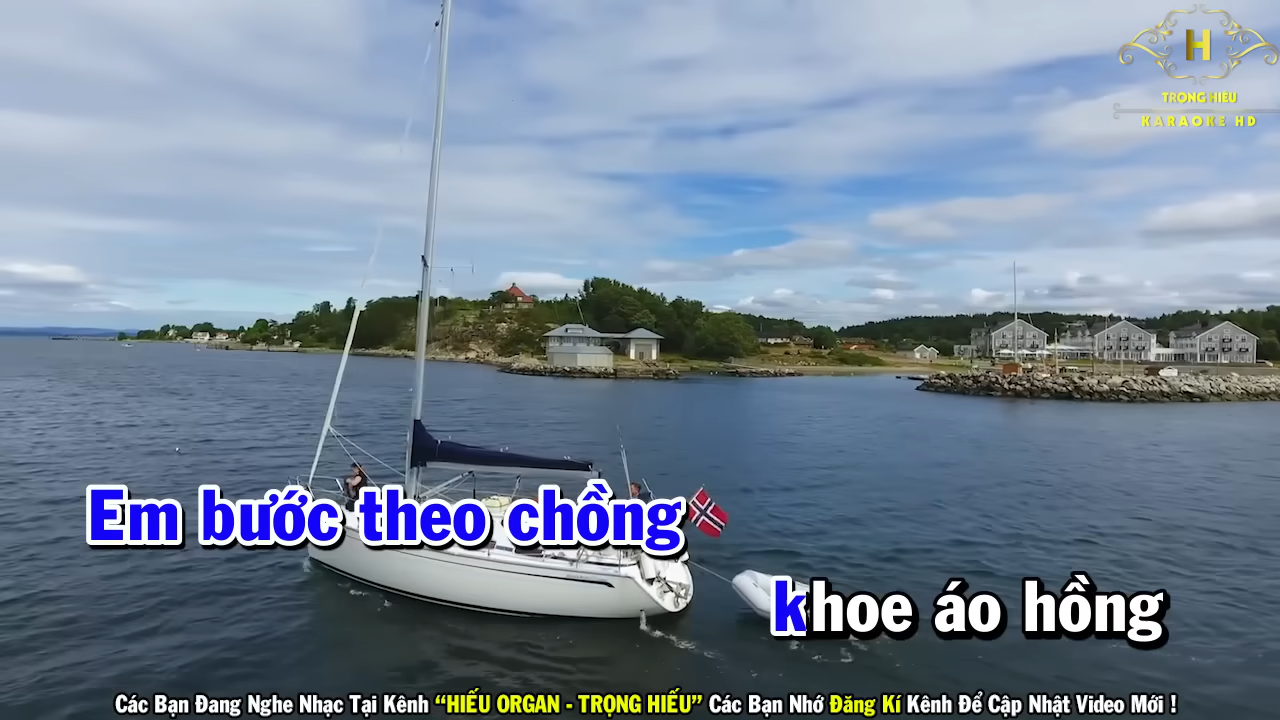 H
TRỌNG HIẾU
KARAOKE HD
Em bước theo chồng
khoe áo hồng
Các Bạn Đang Nghe Nhạc Tại Kênh “HIẾU ORGAN - TRỌNG HIẾU” Các Bạn Nhớ Đăng Kí Kênh Để Cập Nhật Video Mới !